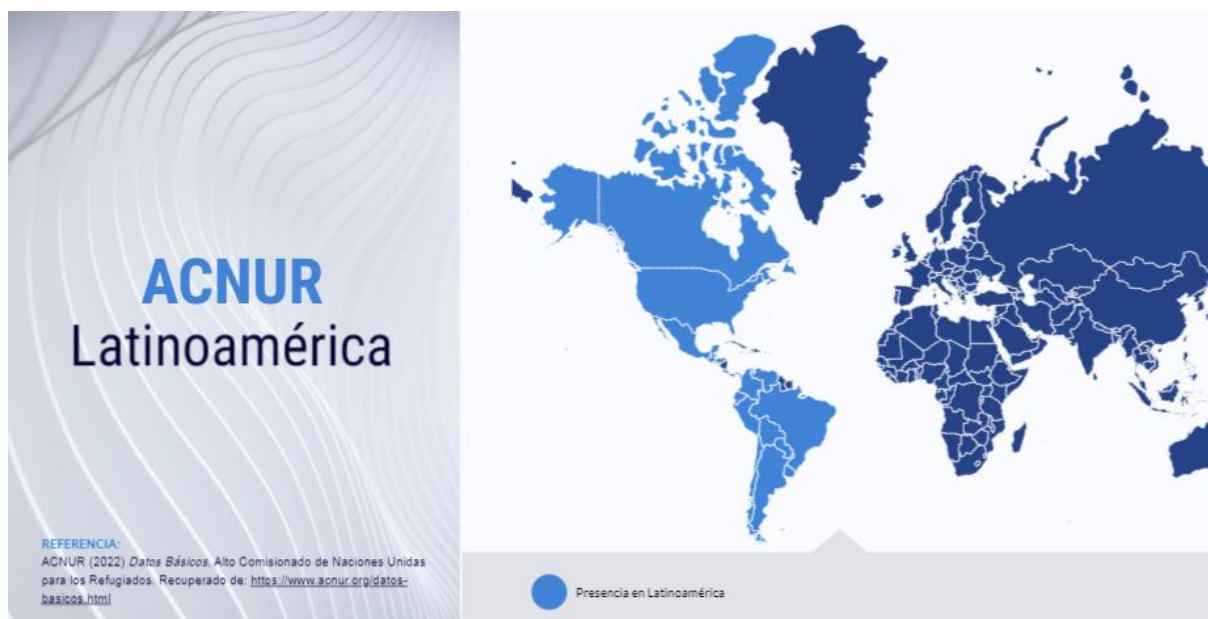 ACNUR
Latinoamérica
REFERENCIA:
ACNUR (2022) Datos Básicos. Alto Comisionado de Naciones Unidas
para los Refugiados. Recuperado de: https://www.acnur.org/datos-
basicos.html
Presencia en Latinoamérica